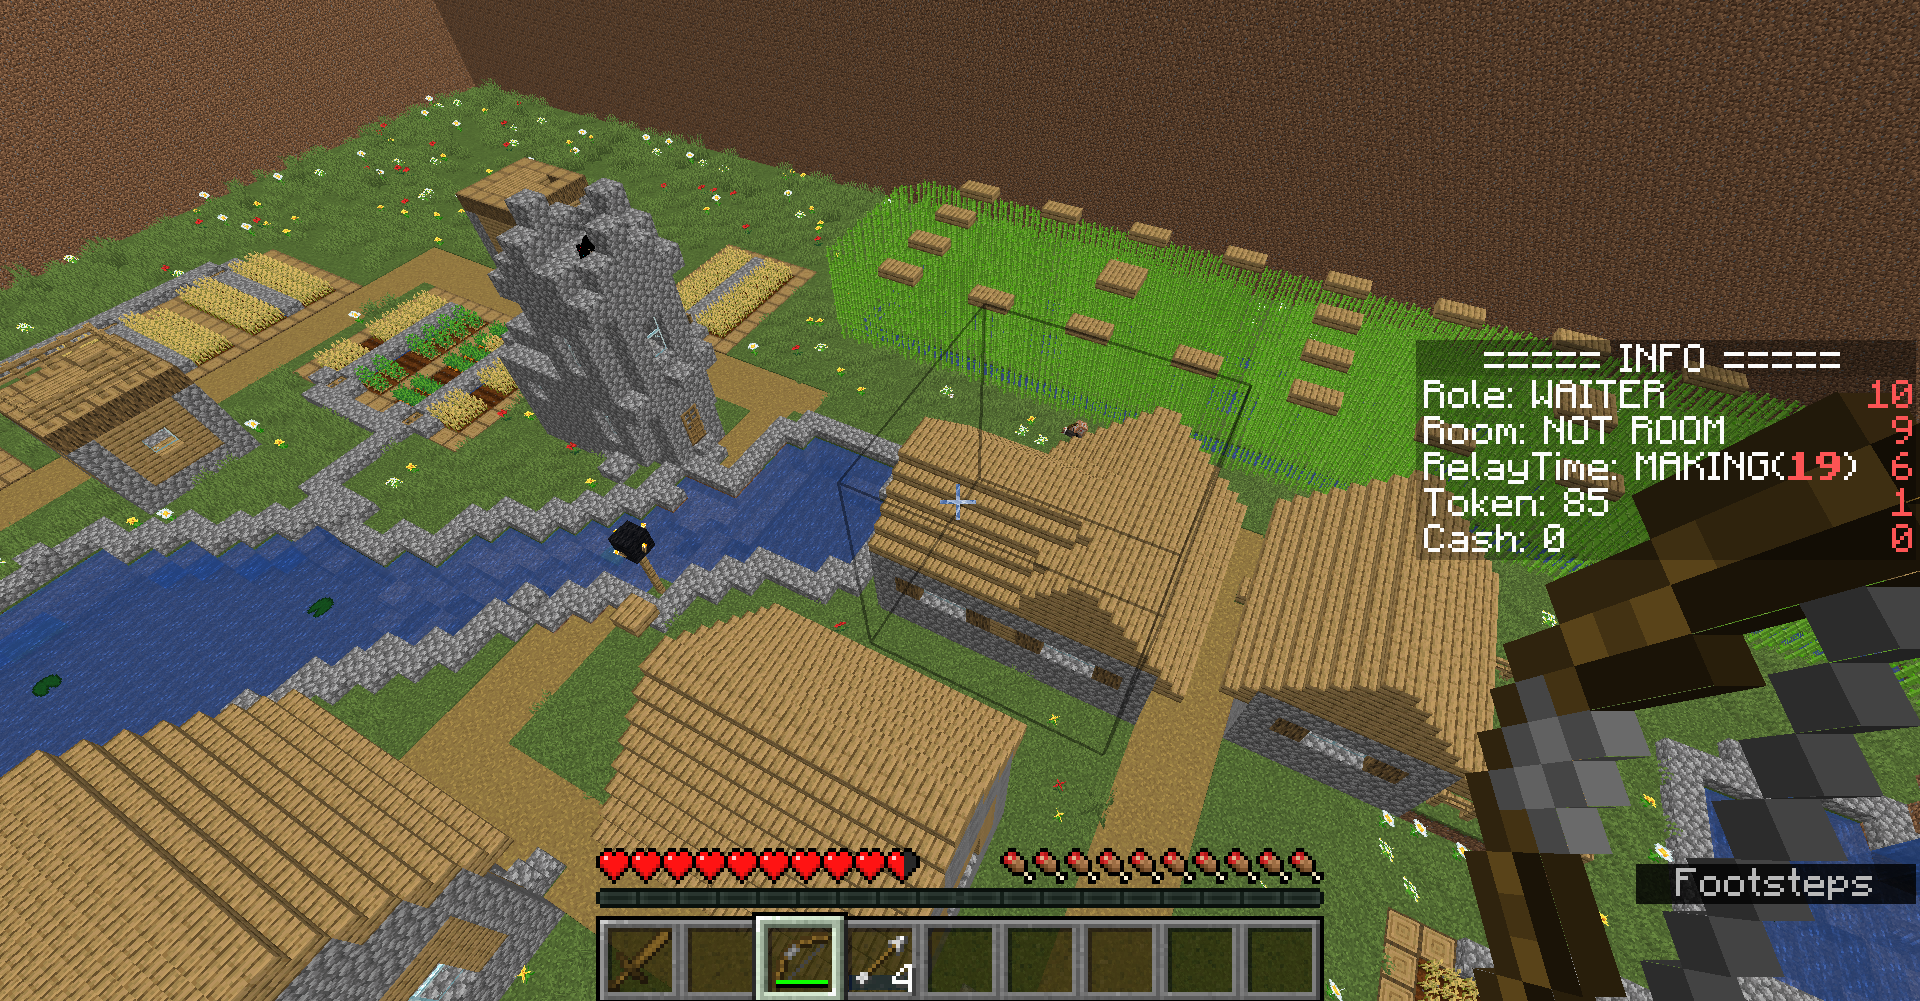 ===== INFO =====
Role: WAITER 10
Room: NOT ROOM 9
RelayTime: MAKING(19) 6
Token: 85 1
Cash: 0 0
Footsteps
4